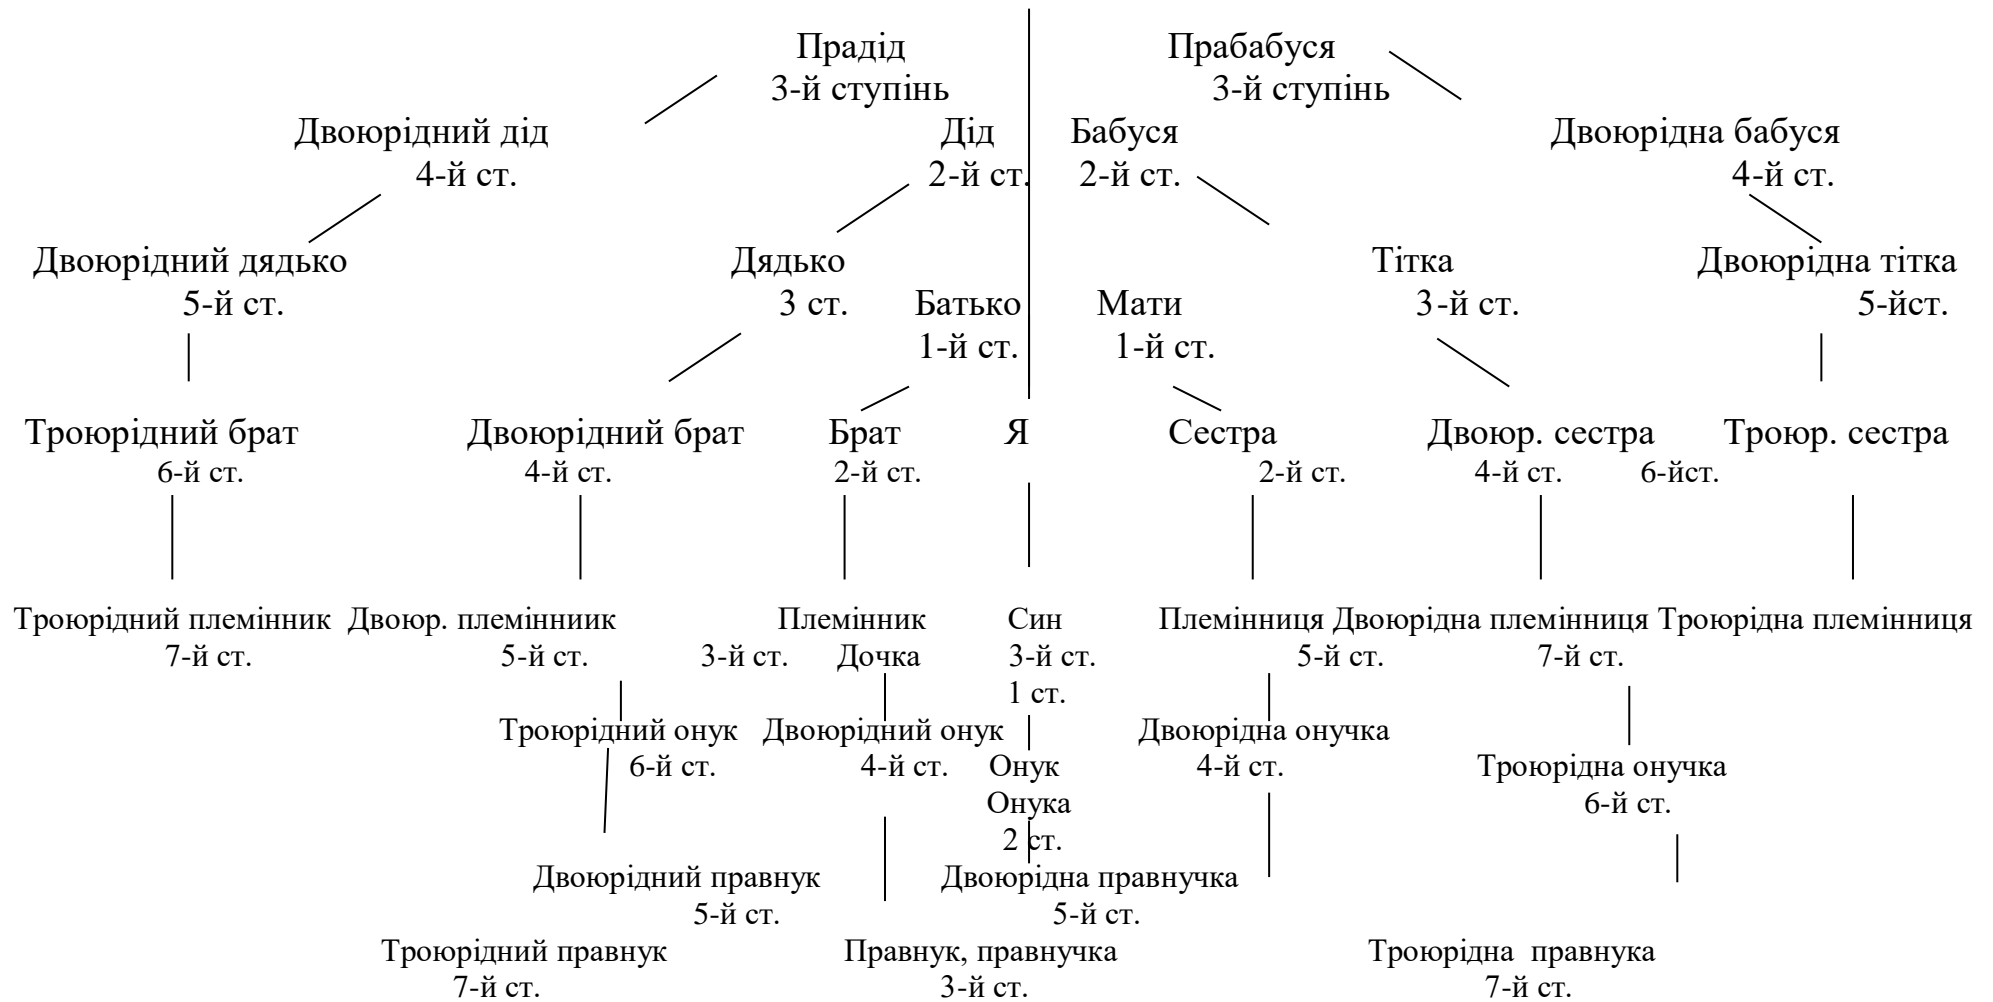 Прадід Прабабуся
3-й ступінь 3-й ступінь
Двоюрідний дід Дід Бабуся Двоюрідна бабуся
4-й ст. 2-й ст. 2-й ст. 4-й ст.
Двоюрідний дядько Дядько Тітка Двоюрідна тітка
5-й ст. 3 ст. Батько Мати 3-й ст. 5-йст.
1-й ст. 1-й ст.
Троюрідний брат Двоюрідний брат Брат Я Сестра Двоюр. сестра Троюр. сестра
6-й ст. 4-й ст. 2-й ст. 2-й ст. 4-й ст. 6-йст.
Троюрідний племінник Двоюр. племінниик Племінник Син Племінниця Двоюрідна племінниця Троюрідна племінниця
7-й ст. 5-й ст. 3-й ст. Дочка 3-й ст. 5-й ст. 7-й ст.
1 ст.
Троюрідний онук Двоюрідний онук Двоюрідна онучка
6-й ст. 4-й ст. Онук 4-й ст. Троюрідна онучка
Онука 6-й ст.
2 ст.
Двоюрідний правнук Двоюрідна правнучка
5-й ст. 5-й ст.
Троюрідний правнук Правнук, правнучка Троюрідна правнука
7-й ст. 3-й ст. 7-й ст.